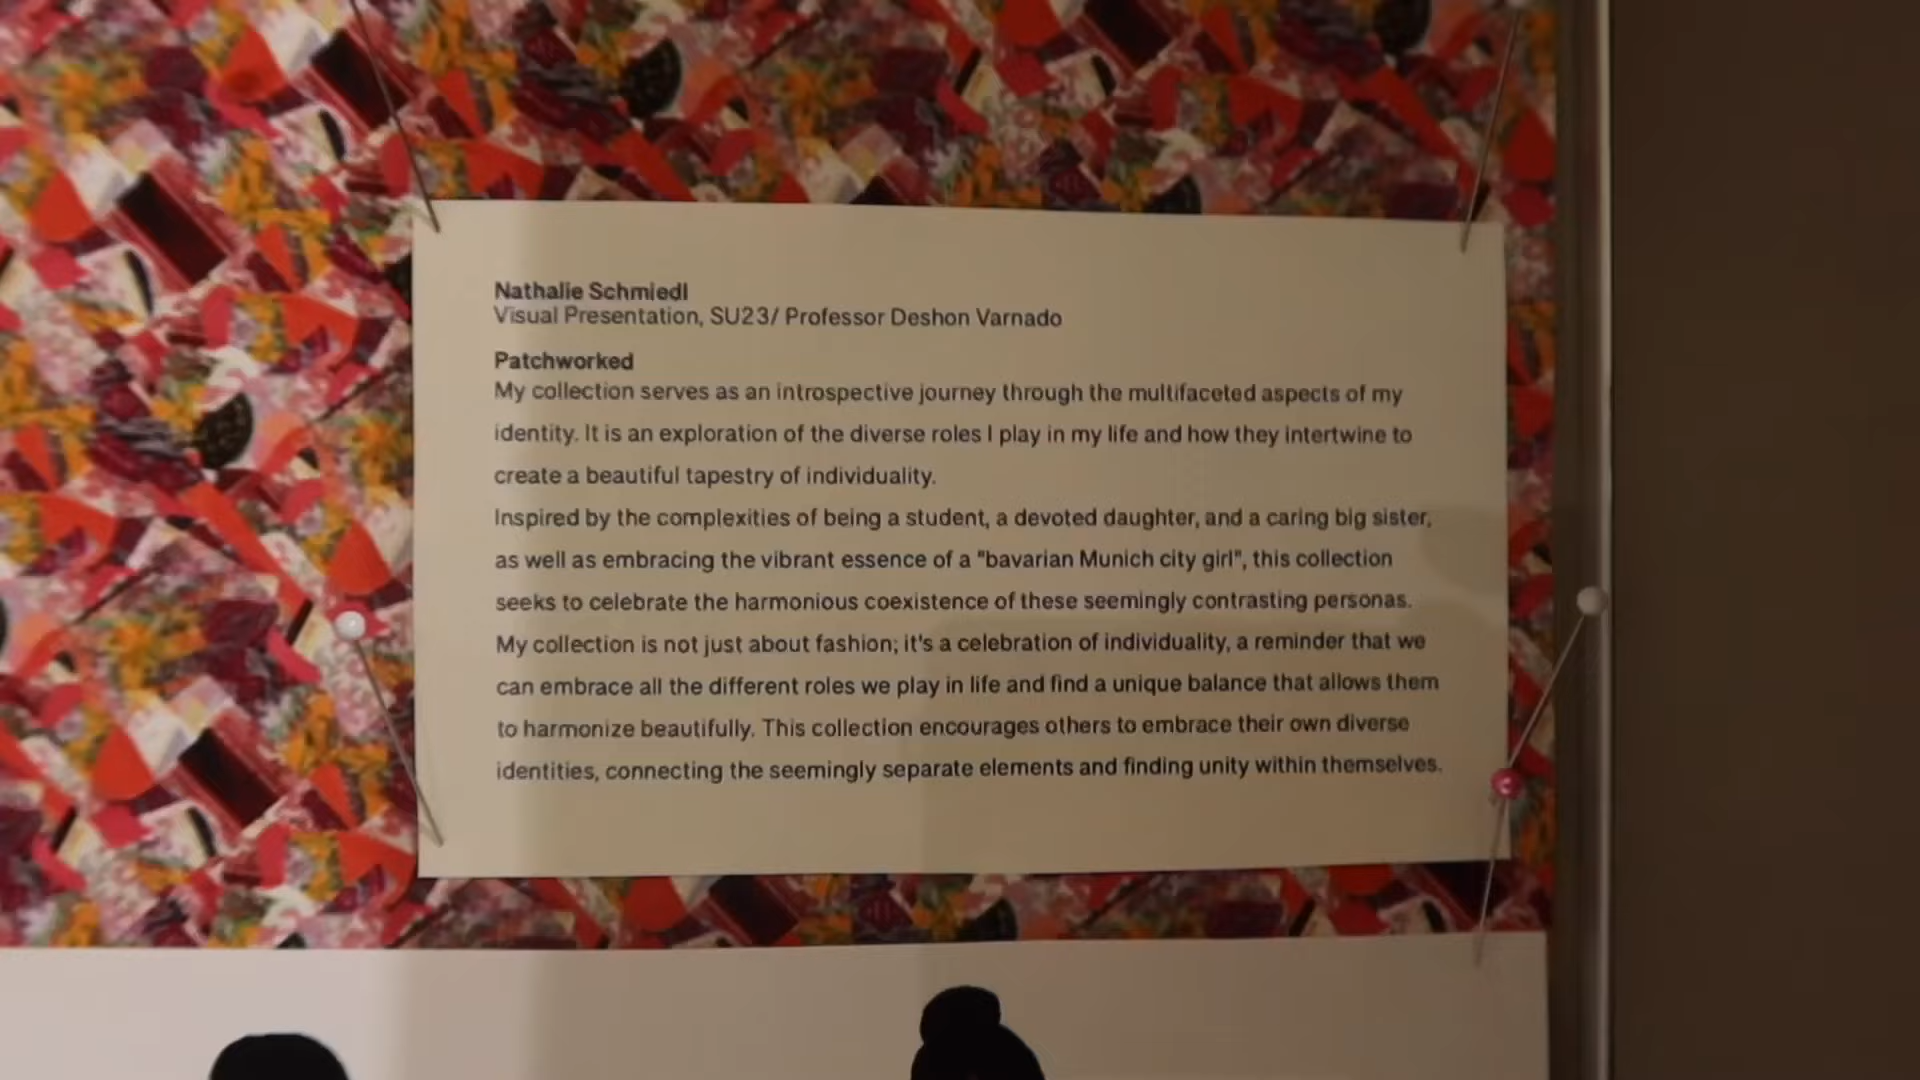 Nathalie Schmiedl
Visual Presentation, SU23/ Professor Deshon Varnado
Patchworked
My collection serves as an introspective journey through the multifaceted aspects of my
identity. It is an exploration of the diverse roles I play in my life and how they intertwine to
create a beautiful tapestry of individuality.
Inspired by the complexities of being a student, a devoted daughter, and a caring big sister,
as well as embracing the vibrant essence of a "bavarian Munich city girl", this collection
seeks to celebrate the harmonious coexistence of these seemingly contrasting personas.
My collection is not just about fashion; it's a celebration of individuality, a reminder that we
can embrace all the different roles we play in life and find a unique balance that allows them
to harmonize beautifully. This collection encourages others to embrace their own diverse
identities, connecting the seemingly separate elements and finding unity within themselves.